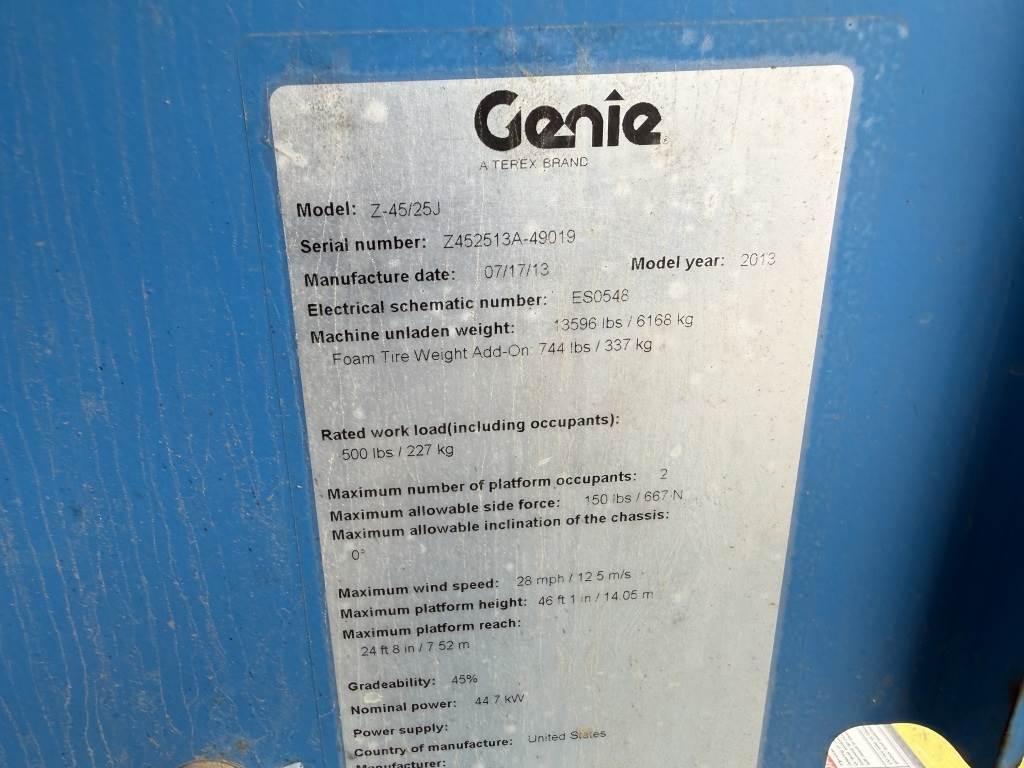 Genie
A TEREX BRAND
Model: Z-45/25J
Serial number: Z452513A-49019
Manufacture date: 07/17/13 Model year: 2013
Electrical schematic number: ES0548
Machine unladen weight: 13596 lbs / 6168 kg
Foam Tire Weight Add-On: 744 lbs / 337 kg
Rated work load(including occupants):
500 lbs / 227 kg
Maximum number of platform occupants: 2
Maximum allowable side force: 150 lbs / 667 N
Maximum allowable inclination of the chassis:
0°
Maximum wind speed: 28 mph / 12.5 m/s
Maximum platform height: 46 ft 1 in / 14.05 m
Maximum platform reach:
24 ft 8 in / 7.52 m
Gradeability: 45%
Nominal power: 44.7 kW
Power supply:
Country of manufacture: United States
Manufacturer: